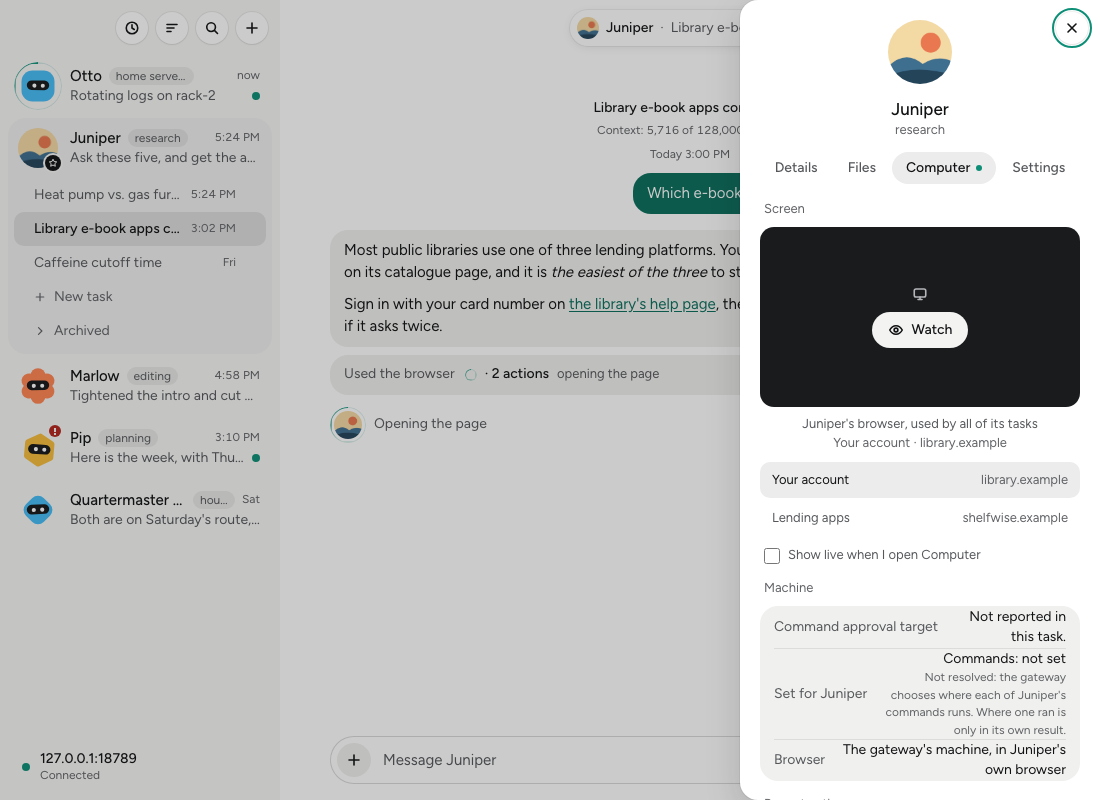 Otto
home serve...
now
Rotating logs on rack-2
Juniper
research
5:24 PM
Ask these five, and get the a...
Heat pump vs. gas fur...
5:24 PM
Library e-book apps c...
3:02 PM
Caffeine cutoff time
Fri
New task
Archived
Marlow
editing
4:58 PM
Tightened the intro and cut ...
Pip
planning
3:10 PM
Here is the week, with Thu...
Quartermaster ...
hou...
Sat
Both are on Saturday's route,...
127.0.0.1:18789
Connected
Juniper · Library e-b
Library e-book apps co
Context: 5,716 of 128,000
Today 3:00 PM
Which e-book
Most public libraries use one of three lending platforms. You
on its catalogue page, and it is the easiest of the three to st
Sign in with your card number on the library's help page, the
if it asks twice.
Used the browser · 2 actions opening the page
Opening the page
Message Juniper
Juniper
research
Details
Files
Computer
Settings
Screen
Watch
Juniper's browser, used by all of its tasks
Your account · library.example
Your account
library.example
Lending apps
shelfwise.example
Show live when I open Computer
Machine
Command approval target
Not reported in
this task.
Set for Juniper
Commands: not set
Not resolved: the gateway
chooses where each of Juniper's
commands runs. Where one ran is
only in its own result.
Browser
The gateway's machine, in Juniper's
own browser